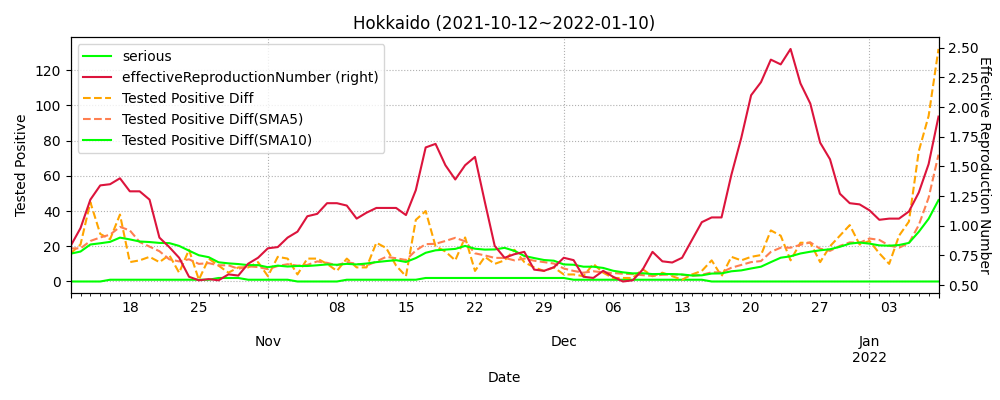 Hokkaido (2021-10-12~2022-01-10)
serious
effectiveReproductionNumber (right)
Tested Positive Diff
Tested Positive Diff(SMA5)
Tested Positive Diff(SMA10)
Tested Positive
120
100
80
60
40
20
0
2.50
2.25
2.00
1.75
1.50
1.25
1.00
0.75
0.50
Effective Reproduction Number
18 25 08 15 22 29 06 13 20 27 03
Nov Dec Jan
2022
Date